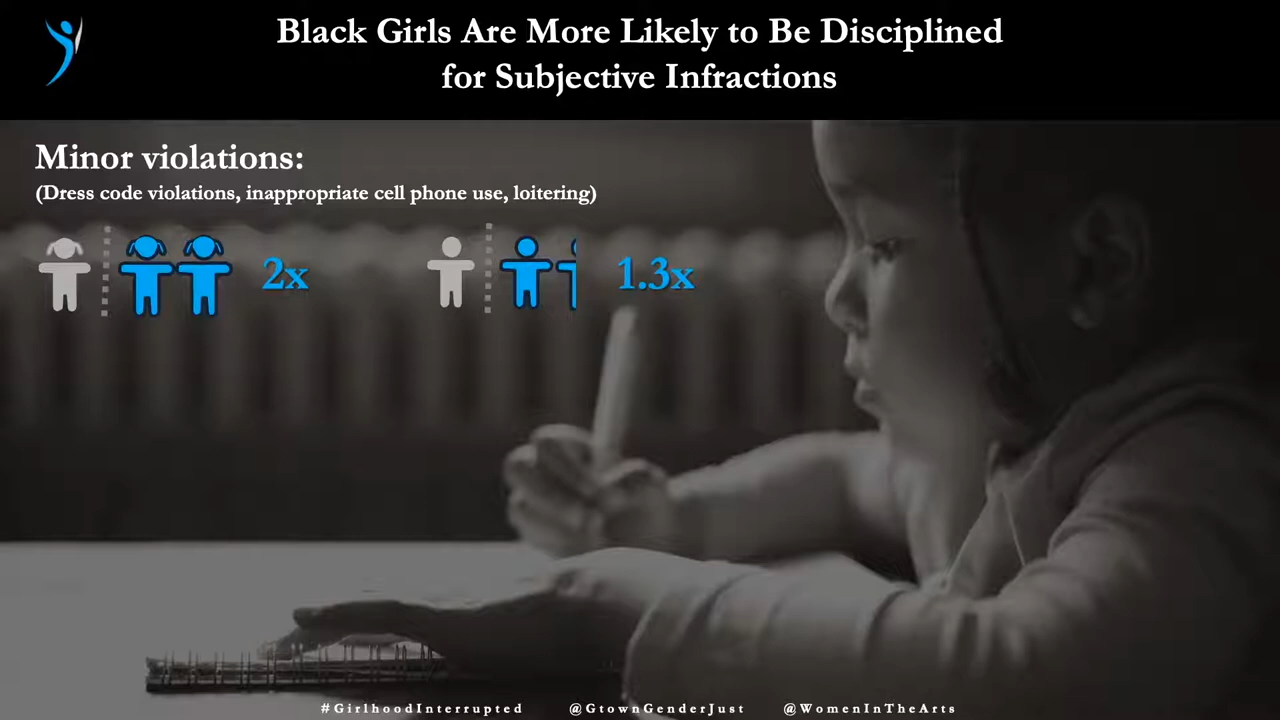 Black Girls Are More Likely to Be Disciplined
for Subjective Infractions
Minor violations:
(Dress code violations, inappropriate cell phone use, loitering)
2x
1.3x
#GirlhoodInterrupted @GtownGenderJust @WomenInTheArts